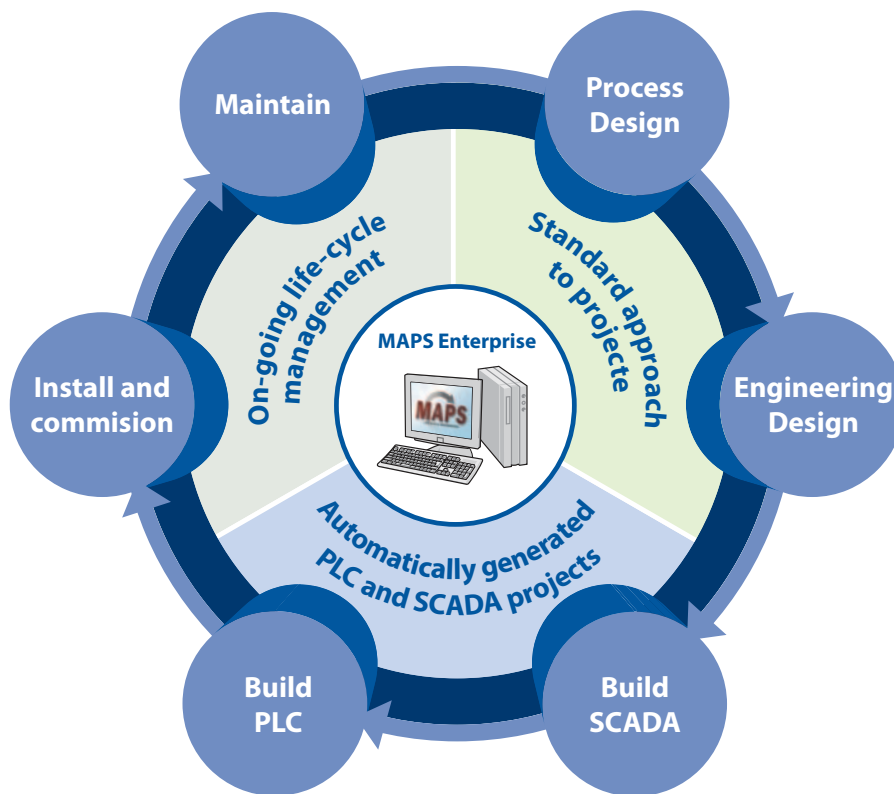 Maintain
Process
Design
On-going life-cycle
management
Standard approach
to projecte
MAPS Enterprise
MAPS
Install and
commision
Engineering
Design
Automatically generated
PLC and SCADA projects
Build
PLC
Build
SCADA